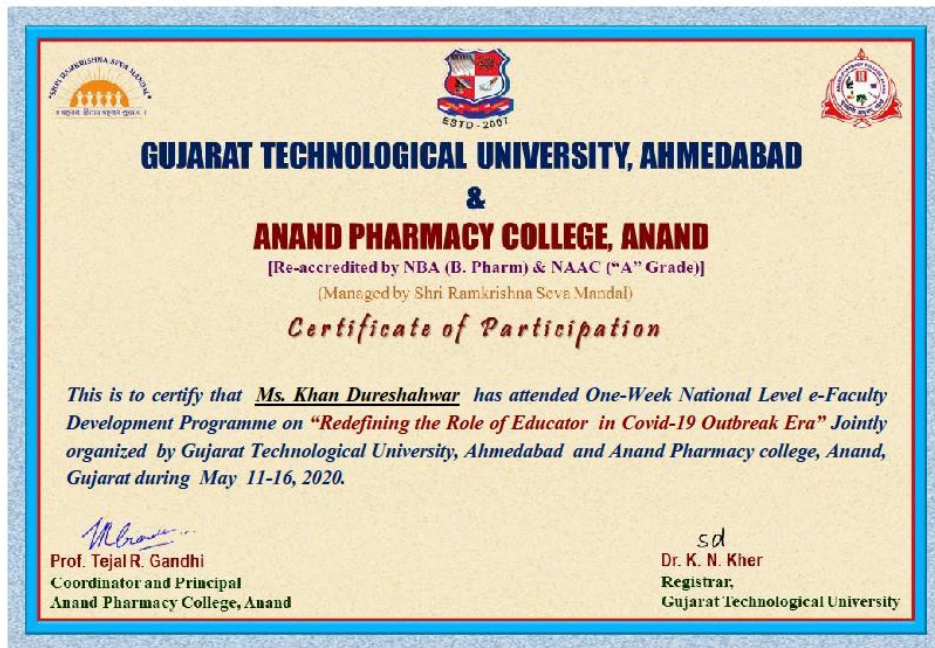 "SHRI RAMKRISHNA SEVA MANDAL"
ESTD - 2007
GUJARAT TECHNOLOGICAL UNIVERSITY, AHMEDABAD
&
ANAND PHARMACY COLLEGE, ANAND
[Re-accredited by NBA (B. Pharm) & NAAC ("A" Grade)]
(Managed by Shri Ramkrishna Seva Mandal)
Certificate of Participation
This is to certify that Ms. Khan Dureshahwar has attended One-Week National Level e-Faculty
Development Programme on "Redefining the Role of Educator in Covid-19 Outbreak Era" Jointly
organized by Gujarat Technological University, Ahmedabad and Anand Pharmacy college, Anand,
Gujarat during May 11-16, 2020.
sd
Prof. Tejal R. Gandhi
Coordinator and Principal
Anand Pharmacy College, Anand
Dr. K. N. Kher
Registrar,
Gujarat Technological University